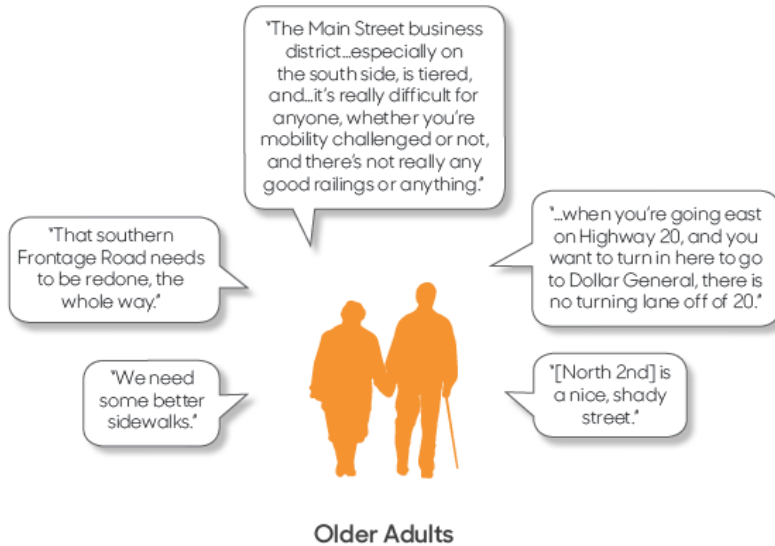 "The Main Street business
district...especially on
the south side, is tiered,
and...it's really difficult for
anyone, whether you're
mobility challenged or not,
and there's not really any
good railings or anything."
"That southern
Frontage Road needs
to be redone, the
whole way."
"...when you're going east
on Highway 20, and you
want to turn in here to go
to Dollar General, there is
no turning lane off of 20."
"We need
some better
sidewalks."
"[North 2nd] is
a nice, shady
street."
Older Adults